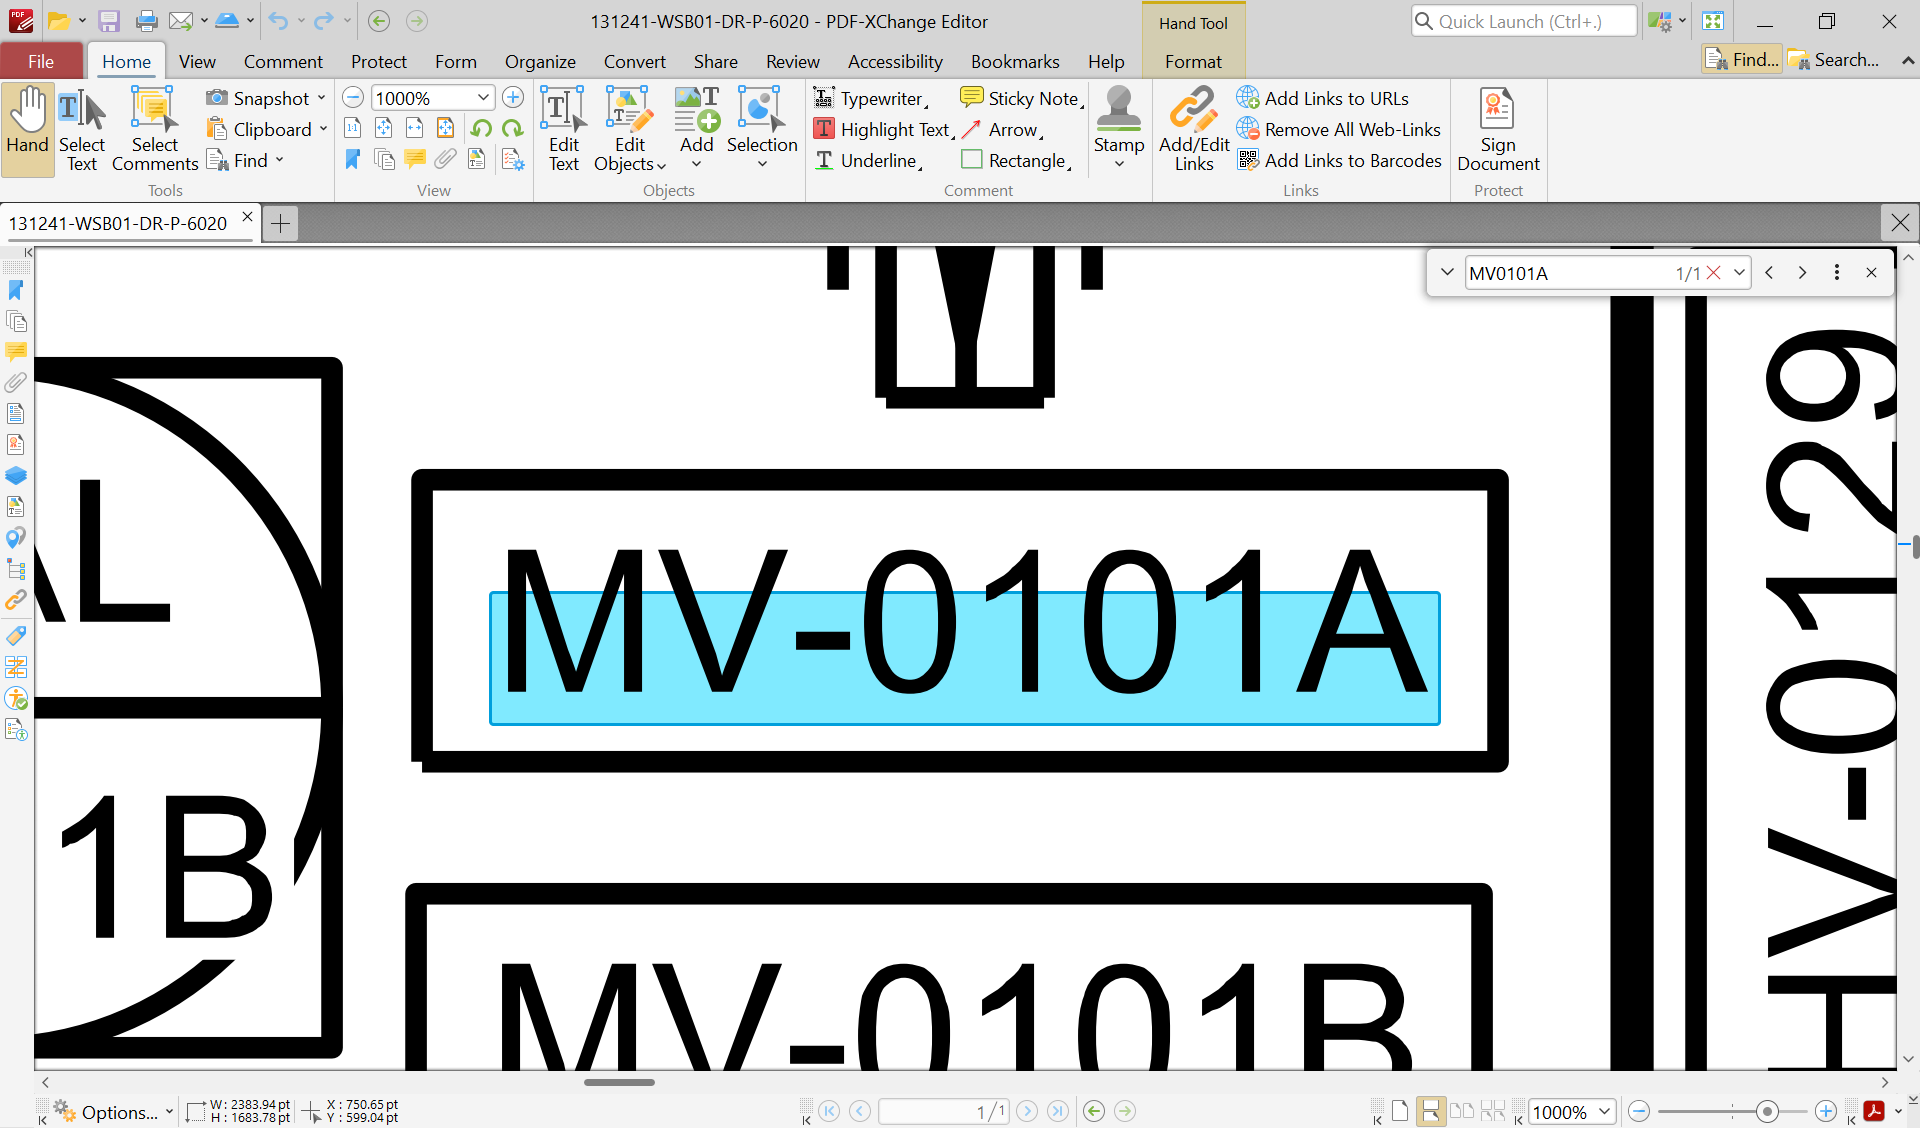 131241-WSB01-DR-P-6020 - PDF-XChange Editor
Hand Tool
Quick Launch (Ctrl+.)
File
Home
View
Comment
Protect
Form
Organize
Convert
Share
Review
Accessibility
Bookmarks
Help
Format
Find...
Search...
Hand
Select Text
Select Comments
Snapshot
Clipboard
Find
Tools
1000%
View
Edit Text
Edit Objects
Add
Selection
Objects
Typewriter
Highlight Text
Underline
Sticky Note
Arrow
Rectangle
Stamp
Comment
Add/Edit Links
Add Links to URLs
Remove All Web-Links
Add Links to Barcodes
Links
Sign Document
Protect
131241-WSB01-DR-P-6020
MV0101A
1/1
AL
1B
MV-0101A
MV-0101B
HV-0129
Options...
W: 2383.94 pt
H: 1683.78 pt
X: 750.65 pt
Y: 599.04 pt
1/1
1000%